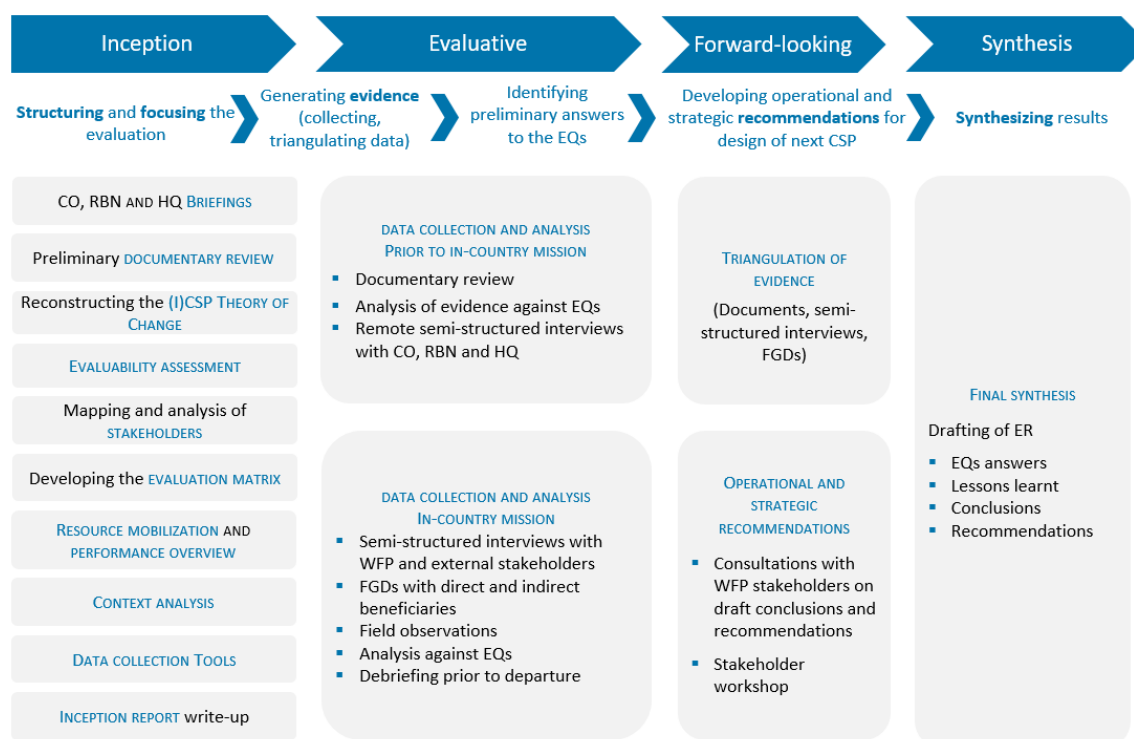 Inception
Evaluative
Forward-looking
Synthesis
Structuring and focusing the
evaluation
Generating evidence
(collecting,
triangulating data)
Identifying
preliminary answers
to the EQs
Developing operational and
strategic recommendations for
design of next CSP
Synthesizing results
CO, RBN AND HQ BRIEFINGS
Preliminary DOCUMENTARY REVIEW
Reconstructing the (I)CSP THEORY OF
CHANGE
EVALUABILITY ASSESSMENT
Mapping and analysis of
STAKEHOLDERS
Developing the EVALUATION MATRIX
RESOURCE MOBILIZATION AND
PERFORMANCE OVERVIEW
CONTEXT ANALYSIS
DATA COLLECTION TOOLS
INCEPTION REPORT write-up
DATA COLLECTION AND ANALYSIS
PRIOR TO IN-COUNTRY MISSION
▪ Documentary review
▪ Analysis of evidence against EQs
▪ Remote semi-structured interviews
with CO, RBN and HQ
DATA COLLECTION AND ANALYSIS
IN-COUNTRY MISSION
▪ Semi-structured interviews with
WFP and external stakeholders
▪ FGDs with direct and indirect
beneficiaries
▪ Field observations
▪ Analysis against EQs
▪ Debriefing prior to departure
TRIANGULATION OF
EVIDENCE
(Documents, semi-
structured interviews,
FGDs)
OPERATIONAL AND
STRATEGIC
RECOMMENDATIONS
▪ Consultations with
WFP stakeholders on
draft conclusions and
recommendations
▪ Stakeholder
workshop
FINAL SYNTHESIS
Drafting of ER
▪ EQs answers
▪ Lessons learnt
▪ Conclusions
▪ Recommendations